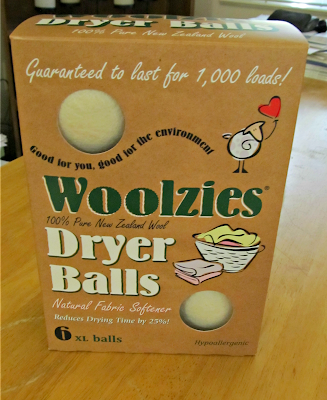 Dryer Balls
100% Pure New Zealand Wool
Guaranteed to last for 1,000 loads!
Good for you, good for the environment
Woolzies®
100% Pure New Zealand Wool
Dryer
Balls
Natural Fabric Softener
Reduces Drying Time by 25%!
6 XL balls
Hypoallergenic